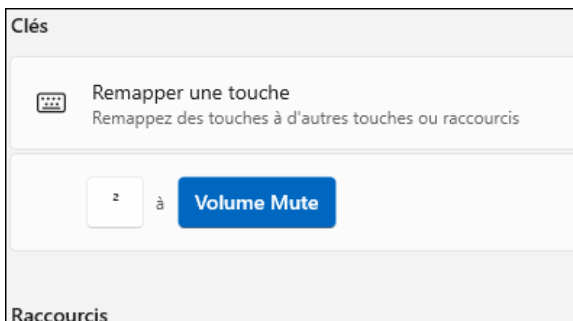 Clés
Remapper une touche
Remappez des touches à d'autres touches ou raccourcis
² à Volume Mute
Raccourcis